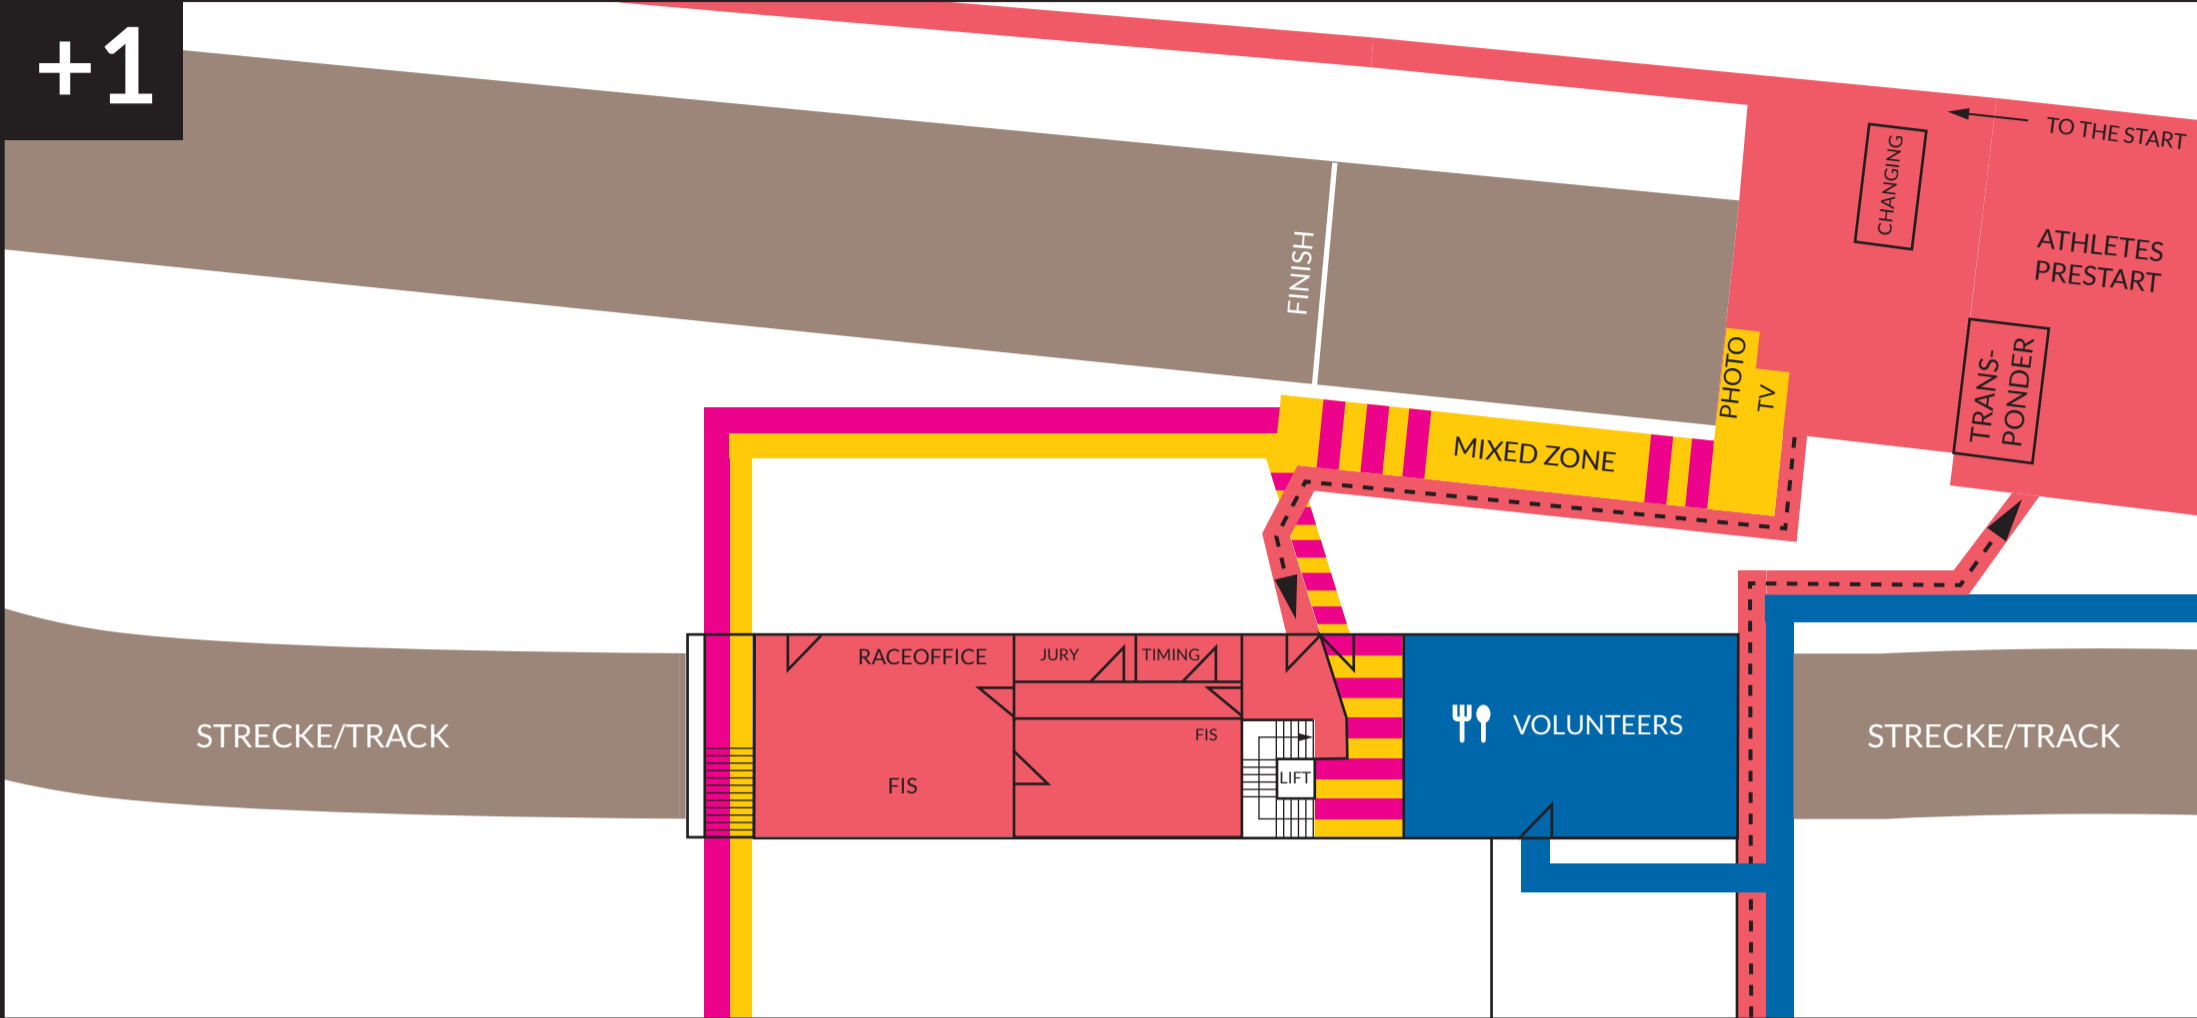 +1
TO THE START
CHANGING
ATHLETES
PRESTART
FINISH
PHOTO
TV
TRANS-
PONDER
MIXED ZONE
RACEOFFICE
JURY
TIMING
STRECKE/TRACK
FIS
FIS
LIFT
VOLUNTEERS
STRECKE/TRACK